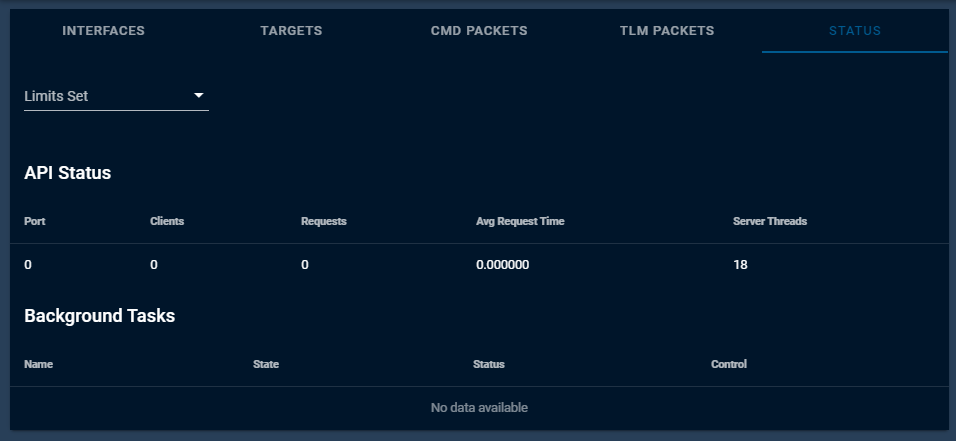 INTERFACES TARGETS CMD PACKETS TLM PACKETS STATUS
Limits Set
API Status
Port Clients Requests Avg Request Time Server Threads
0 0 0 0.000000 18
Background Tasks
Name State Status Control
No data available